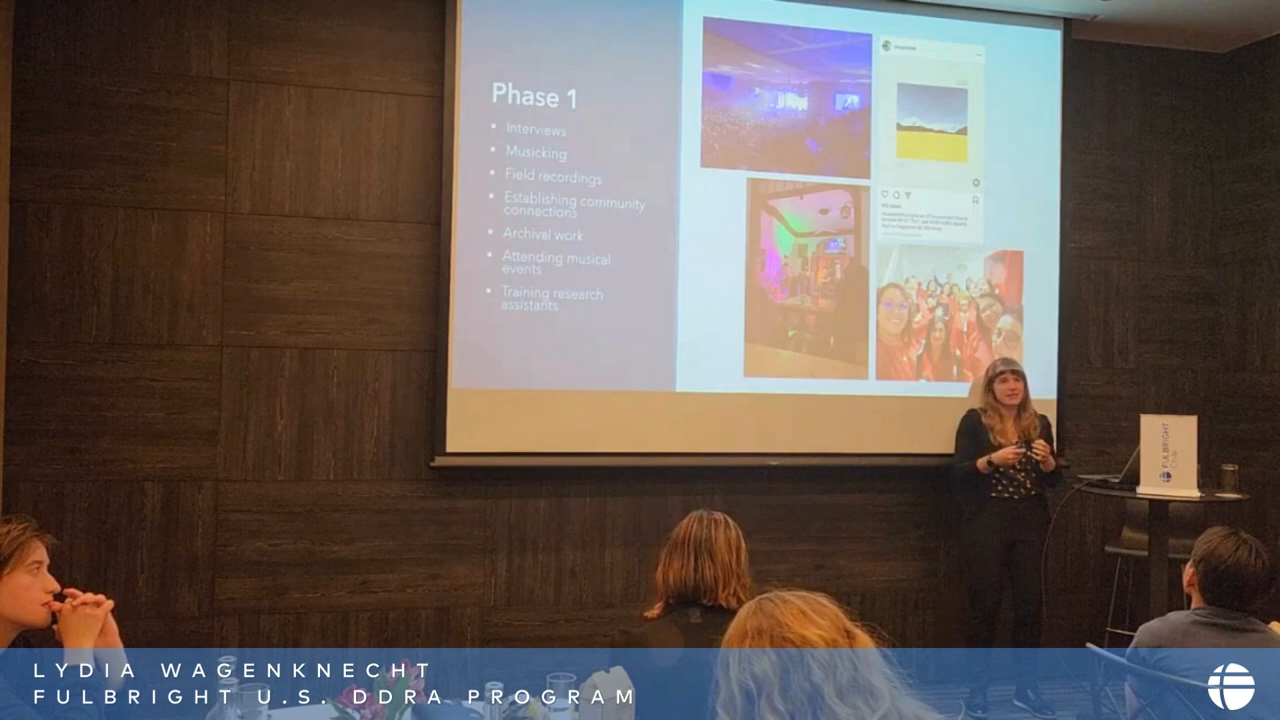 Phase 1
Interviews
Musicking
Field recordings
Establishing community
connections
Archival work
Attending musical
events
Training research
assistants
FULBRIGHT
LYDIA WAGENKNECHT
FULBRIGHT U.S. DDRA PROGRAM